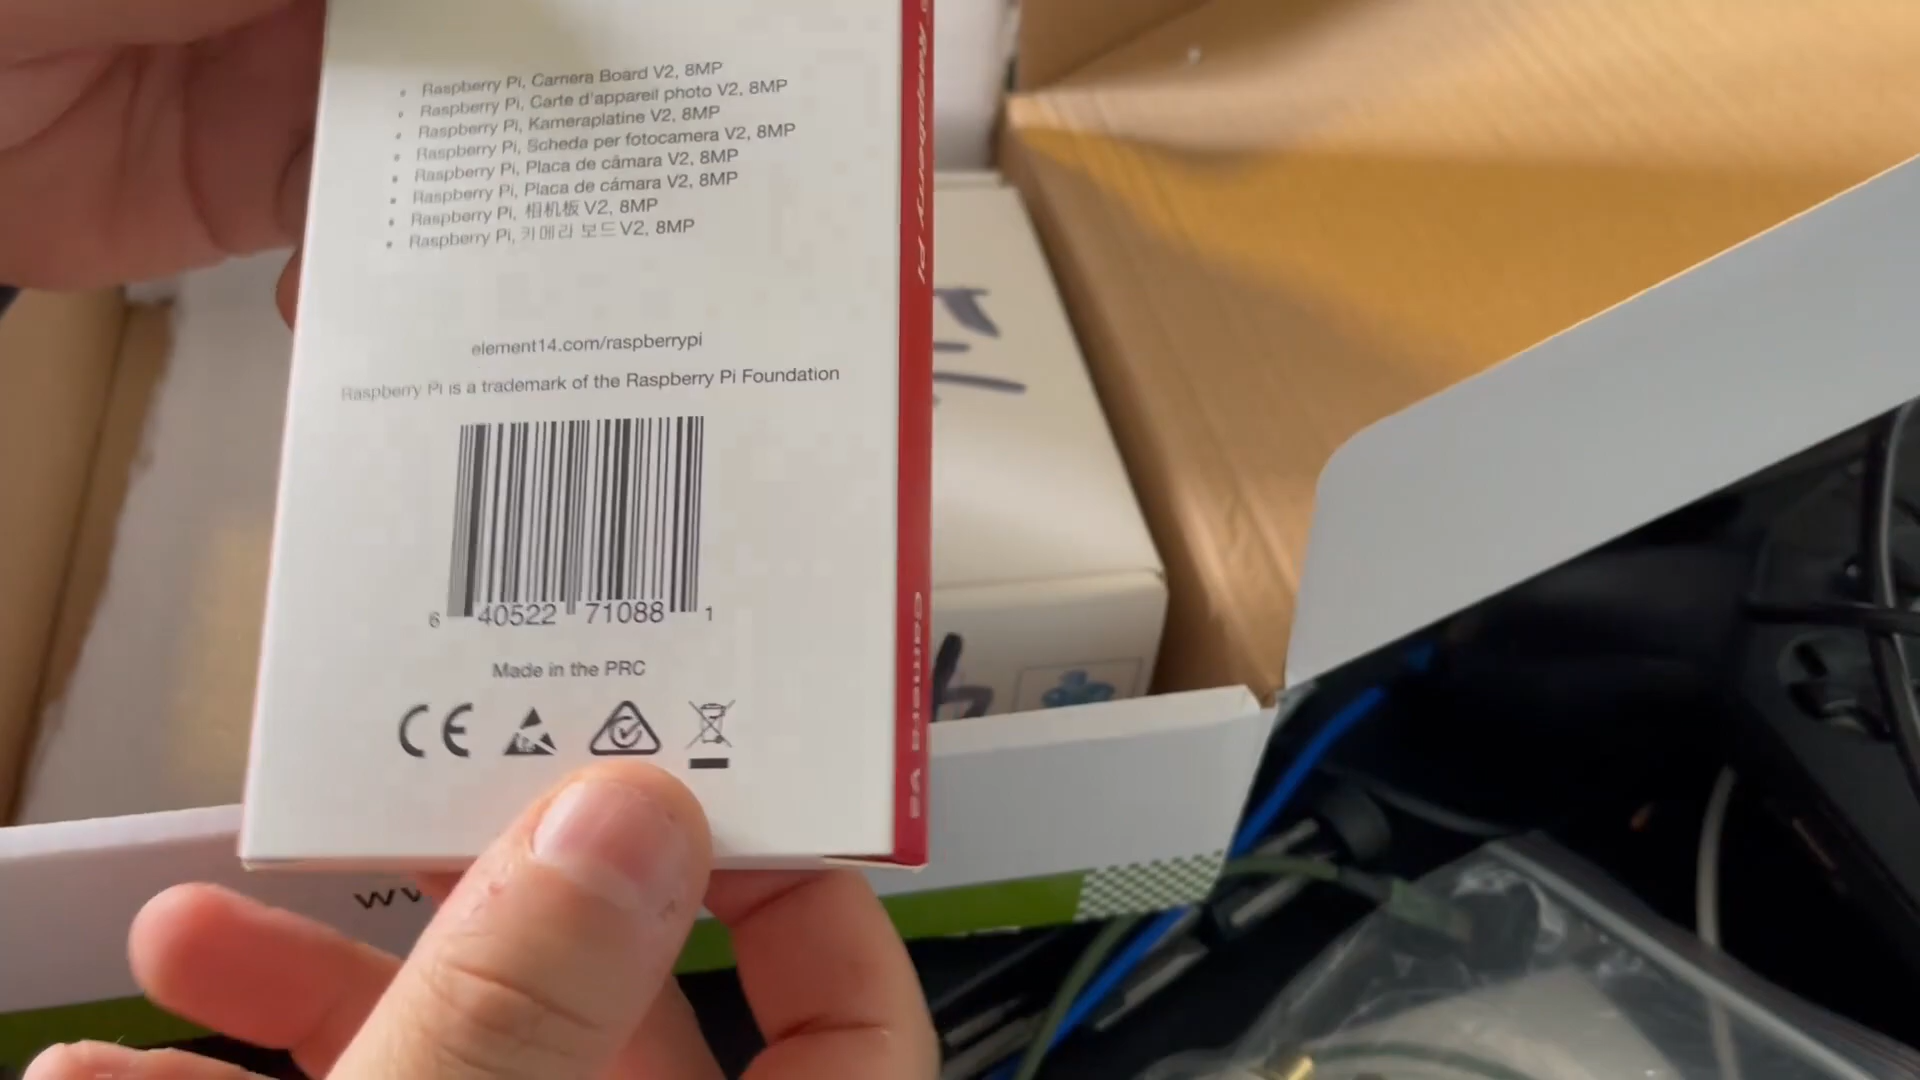 Raspberry Pi, Camera Board V2, 8MP
Raspberry Pi, Carte d'appareil photo V2, 8MP
Raspberry Pi, Kameraplatine V2, 8MP
Raspberry Pi, Scheda per fotocamera V2, 8MP
Raspberry Pi, Placa de cámara V2, 8MP
Raspberry Pi, Placa de cámara V2, 8MP
Raspberry Pi, 相机板 V2, 8MP
Raspberry Pi, 카메라 보드 V2, 8MP
element14.com/raspberrypi
Raspberry Pi is a trademark of the Raspberry Pi Foundation
6 40522 71088 1
Made in the PRC
CE
Raspberry Pi
Camera V2